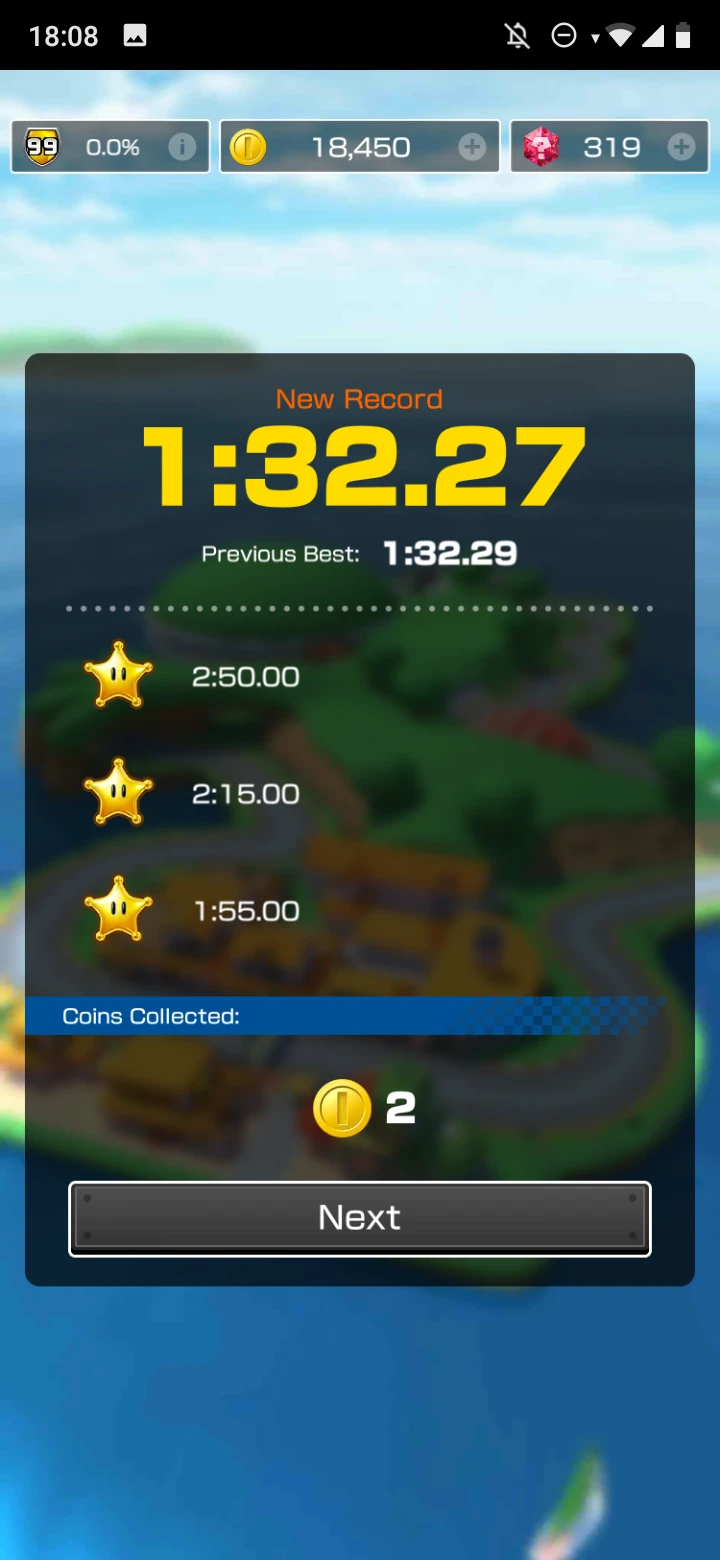 18:08
99 0.0% i 18,450 + 319 +
New Record
1:32.27
Previous Best: 1:32.29
2:50.00
2:15.00
1:55.00
Coins Collected:
2
Next